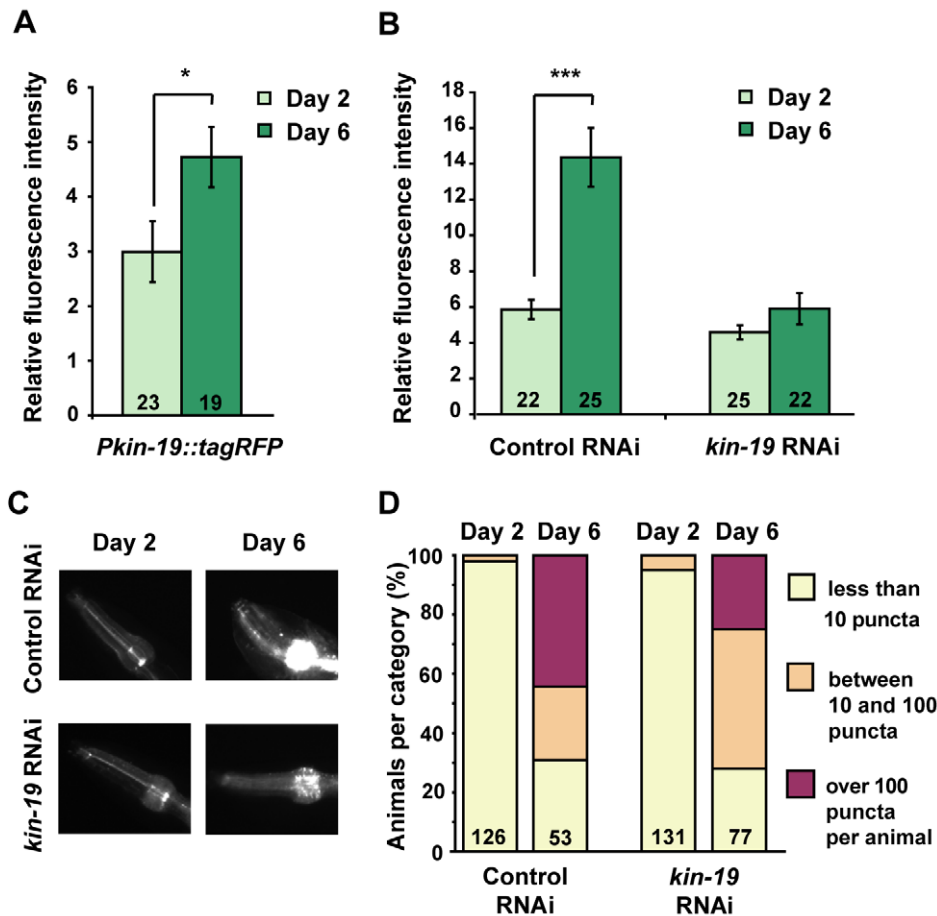 A
Relative fluorescence intensity
6
5
4
3
2
1
0
*
Day 2
Day 6
23
19
Pkin-19::tagRFP
B
Relative fluorescence intensity
18
16
14
12
10
8
6
4
2
0
***
Day 2
Day 6
22
25
25
22
Control RNAi
kin-19 RNAi
C
Day 2
Day 6
Control RNAi
kin-19 RNAi
D
Animals per category (%)
100
80
60
40
20
0
Day 2
Day 6
Day 2
Day 6
126
53
131
77
Control
RNAi
kin-19
RNAi
less than
10 puncta
between
10 and 100
puncta
over 100
puncta
per animal